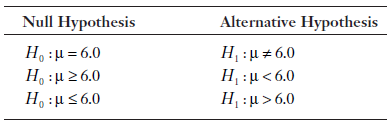 Null Hypothesis Alternative Hypothesis
H₀ : μ = 6.0 H₁ : μ ≠ 6.0
H₀ : μ ≥ 6.0 H₁ : μ < 6.0
H₀ : μ ≤ 6.0 H₁ : μ > 6.0